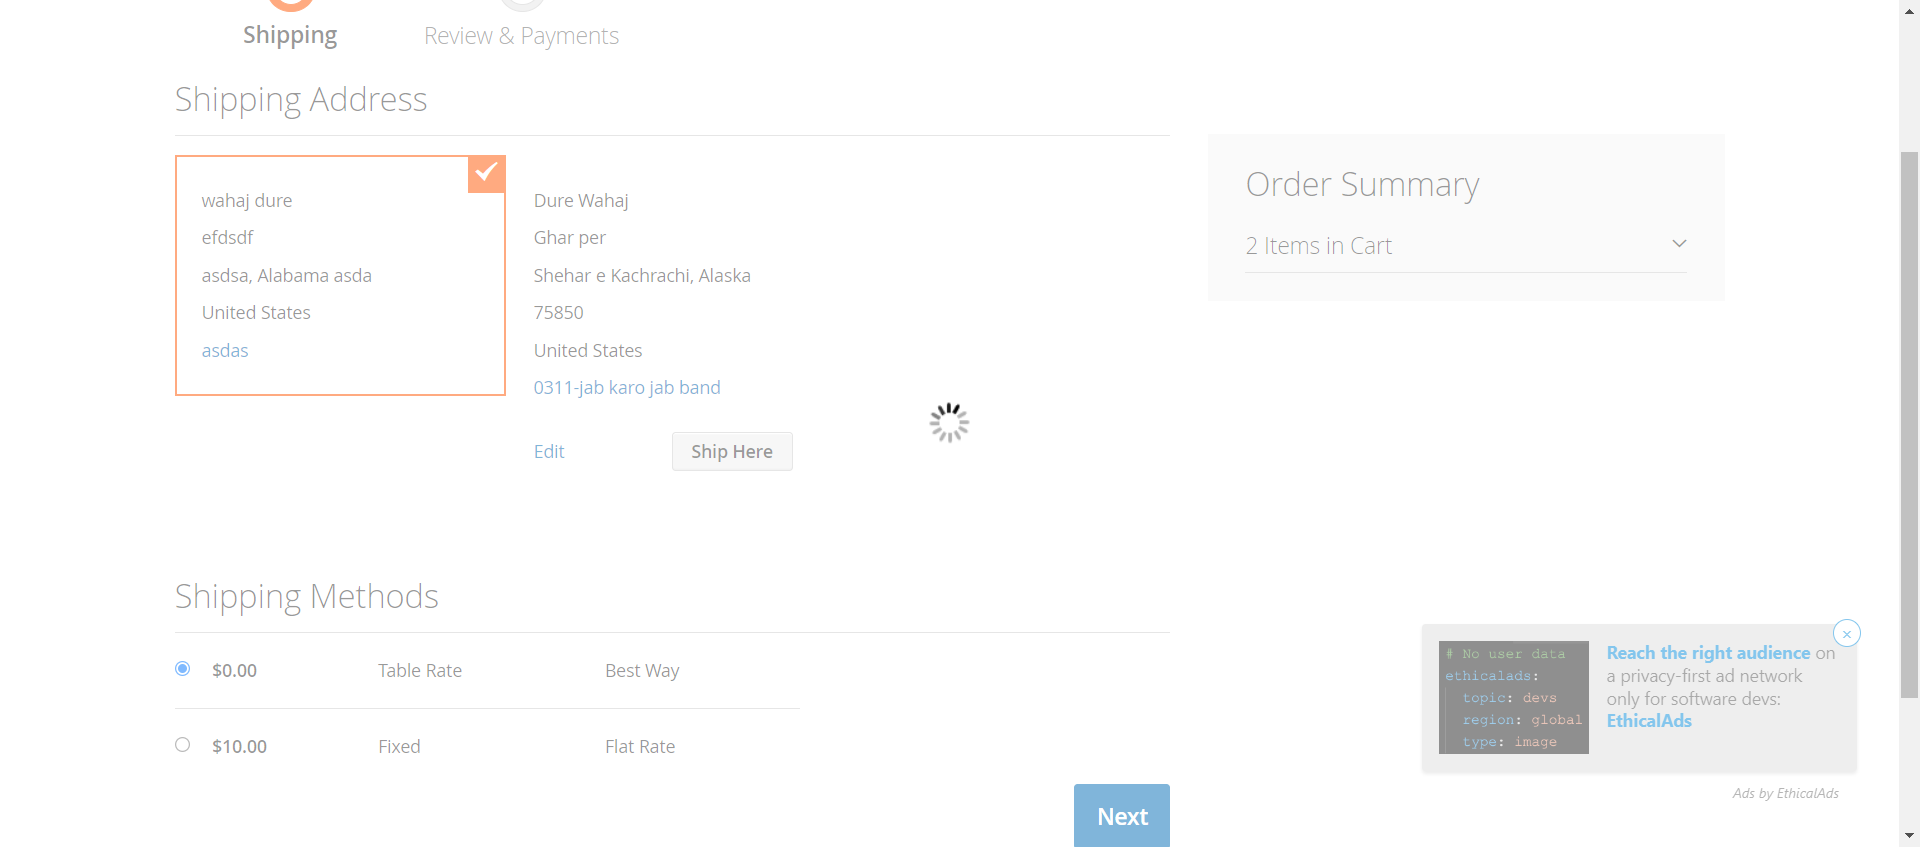 Shipping
Review & Payments
Shipping Address
wahaj dure
efdsdf
asdsa, Alabama asda
United States
asdas
Dure Wahaj
Ghar per
Shehar e Kachrachi, Alaska
75850
United States
0311-jab karo jab band
Edit
Ship Here
Order Summary
2 Items in Cart
Shipping Methods
$0.00 Table Rate Best Way
$10.00 Fixed Flat Rate
Next
# No user data
ethicalads:
topic: devs
region: global
type: image
Reach the right audience on
a privacy-first ad network
only for software devs:
EthicalAds
Ads by EthicalAds